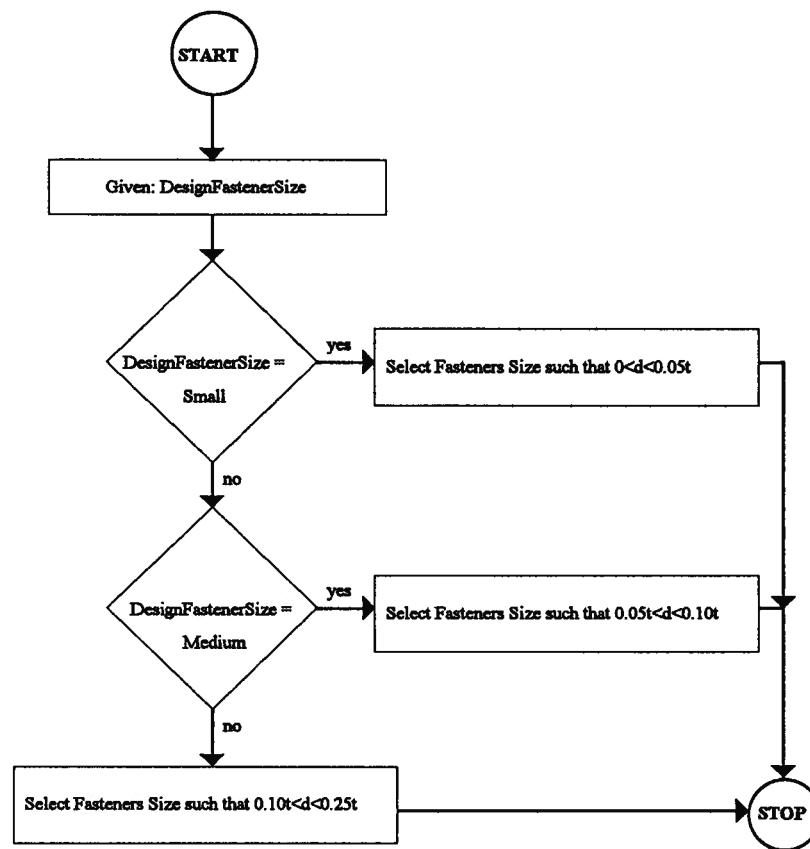 START
Given: DesignFastenerSize
DesignFastenerSize =
Small
yes
Select Fasteners Size such that 0<d<0.05t
no
DesignFastenerSize =
Medium
yes
Select Fasteners Size such that 0.05t<d<0.10t
no
Select Fasteners Size such that 0.10t<d<0.25t
STOP